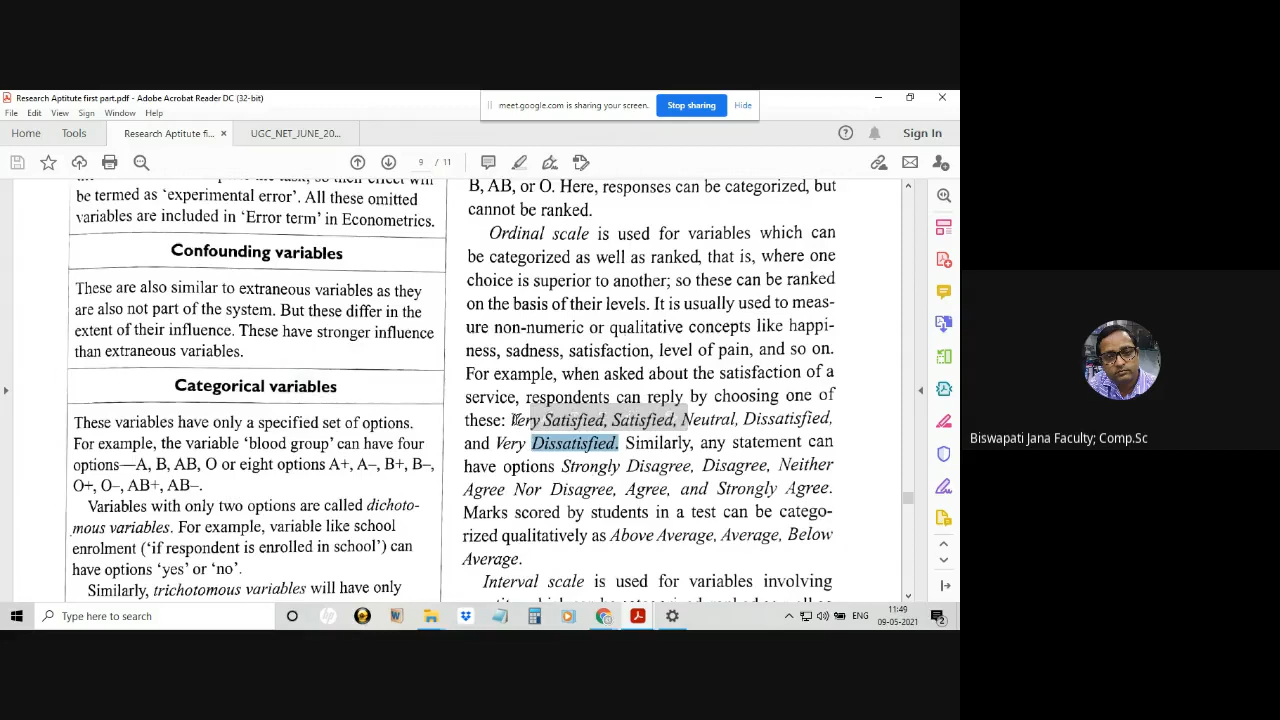 Research Aptitute first part.pdf - Adobe Acrobat Reader DC (32-bit)
meet.google.com is sharing your screen.
Stop sharing
Hide
File Edit View Sign Window Help
Home Tools Research Aptitute fi... × UGC_NET_JUNE_20... Sign In
9 / 11
be termed as ‘experimental error’. All these omitted
variables are included in ‘Error term’ in Econometrics.
Confounding variables
These are also similar to extraneous variables as they
are also not part of the system. But these differ in the
extent of their influence. These have stronger influence
than extraneous variables.
Categorical variables
These variables have only a specified set of options.
For example, the variable ‘blood group’ can have four
options—A, B, AB, O or eight options A+, A–, B+, B–,
O+, O–, AB+, AB–.
Variables with only two options are called dichoto-
mous variables. For example, variable like school
enrolment (‘if respondent is enrolled in school’) can
have options ‘yes’ or ‘no’.
Similarly, trichotomous variables will have only
B, AB, or O. Here, responses can be categorized, but
cannot be ranked.
Ordinal scale is used for variables which can
be categorized as well as ranked, that is, where one
choice is superior to another; so these can be ranked
on the basis of their levels. It is usually used to meas-
ure non-numeric or qualitative concepts like happi-
ness, sadness, satisfaction, level of pain, and so on.
For example, when asked about the satisfaction of a
service, respondents can reply by choosing one of
these: Very Satisfied, Satisfied, Neutral, Dissatisfied,
and Very Dissatisfied. Similarly, any statement can
have options Strongly Disagree, Disagree, Neither
Agree Nor Disagree, Agree, and Strongly Agree.
Marks scored by students in a test can be catego-
rized qualitatively as Above Average, Average, Below
Average.
Interval scale is used for variables involving
Biswapati Jana Faculty; Comp.Sc
Type here to search
ENG
11:49
09-05-2021
2